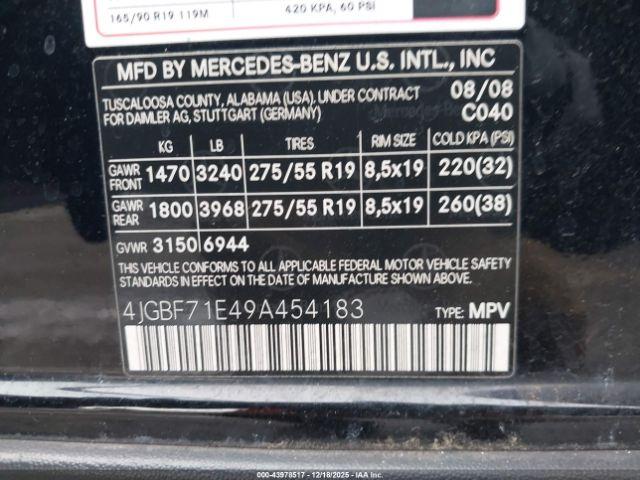 165/90 R19 119M 420 KPA, 60 PSI
MFD BY MERCEDES-BENZ U.S. INTL., INC
TUSCALOOSA COUNTY, ALABAMA (USA), UNDER CONTRACT 08/08
FOR DAIMLER AG, STUTTGART (GERMANY) C040
KG LB TIRES RIM SIZE COLD KPA (PSI)
GAWR FRONT 1470 3240 275/55 R19 8,5x19 220(32)
GAWR REAR 1800 3968 275/55 R19 8,5x19 260(38)
GVWR 3150 6944
THIS VEHICLE CONFORMS TO ALL APPLICABLE FEDERAL MOTOR VEHICLE SAFETY
STANDARDS IN EFFECT ON THE DATE OF MANUFACTURE SHOWN ABOVE.
4JGBF71E49A454183 TYPE: MPV
000-43978517 - 12/18/2025 - IAAI.COM